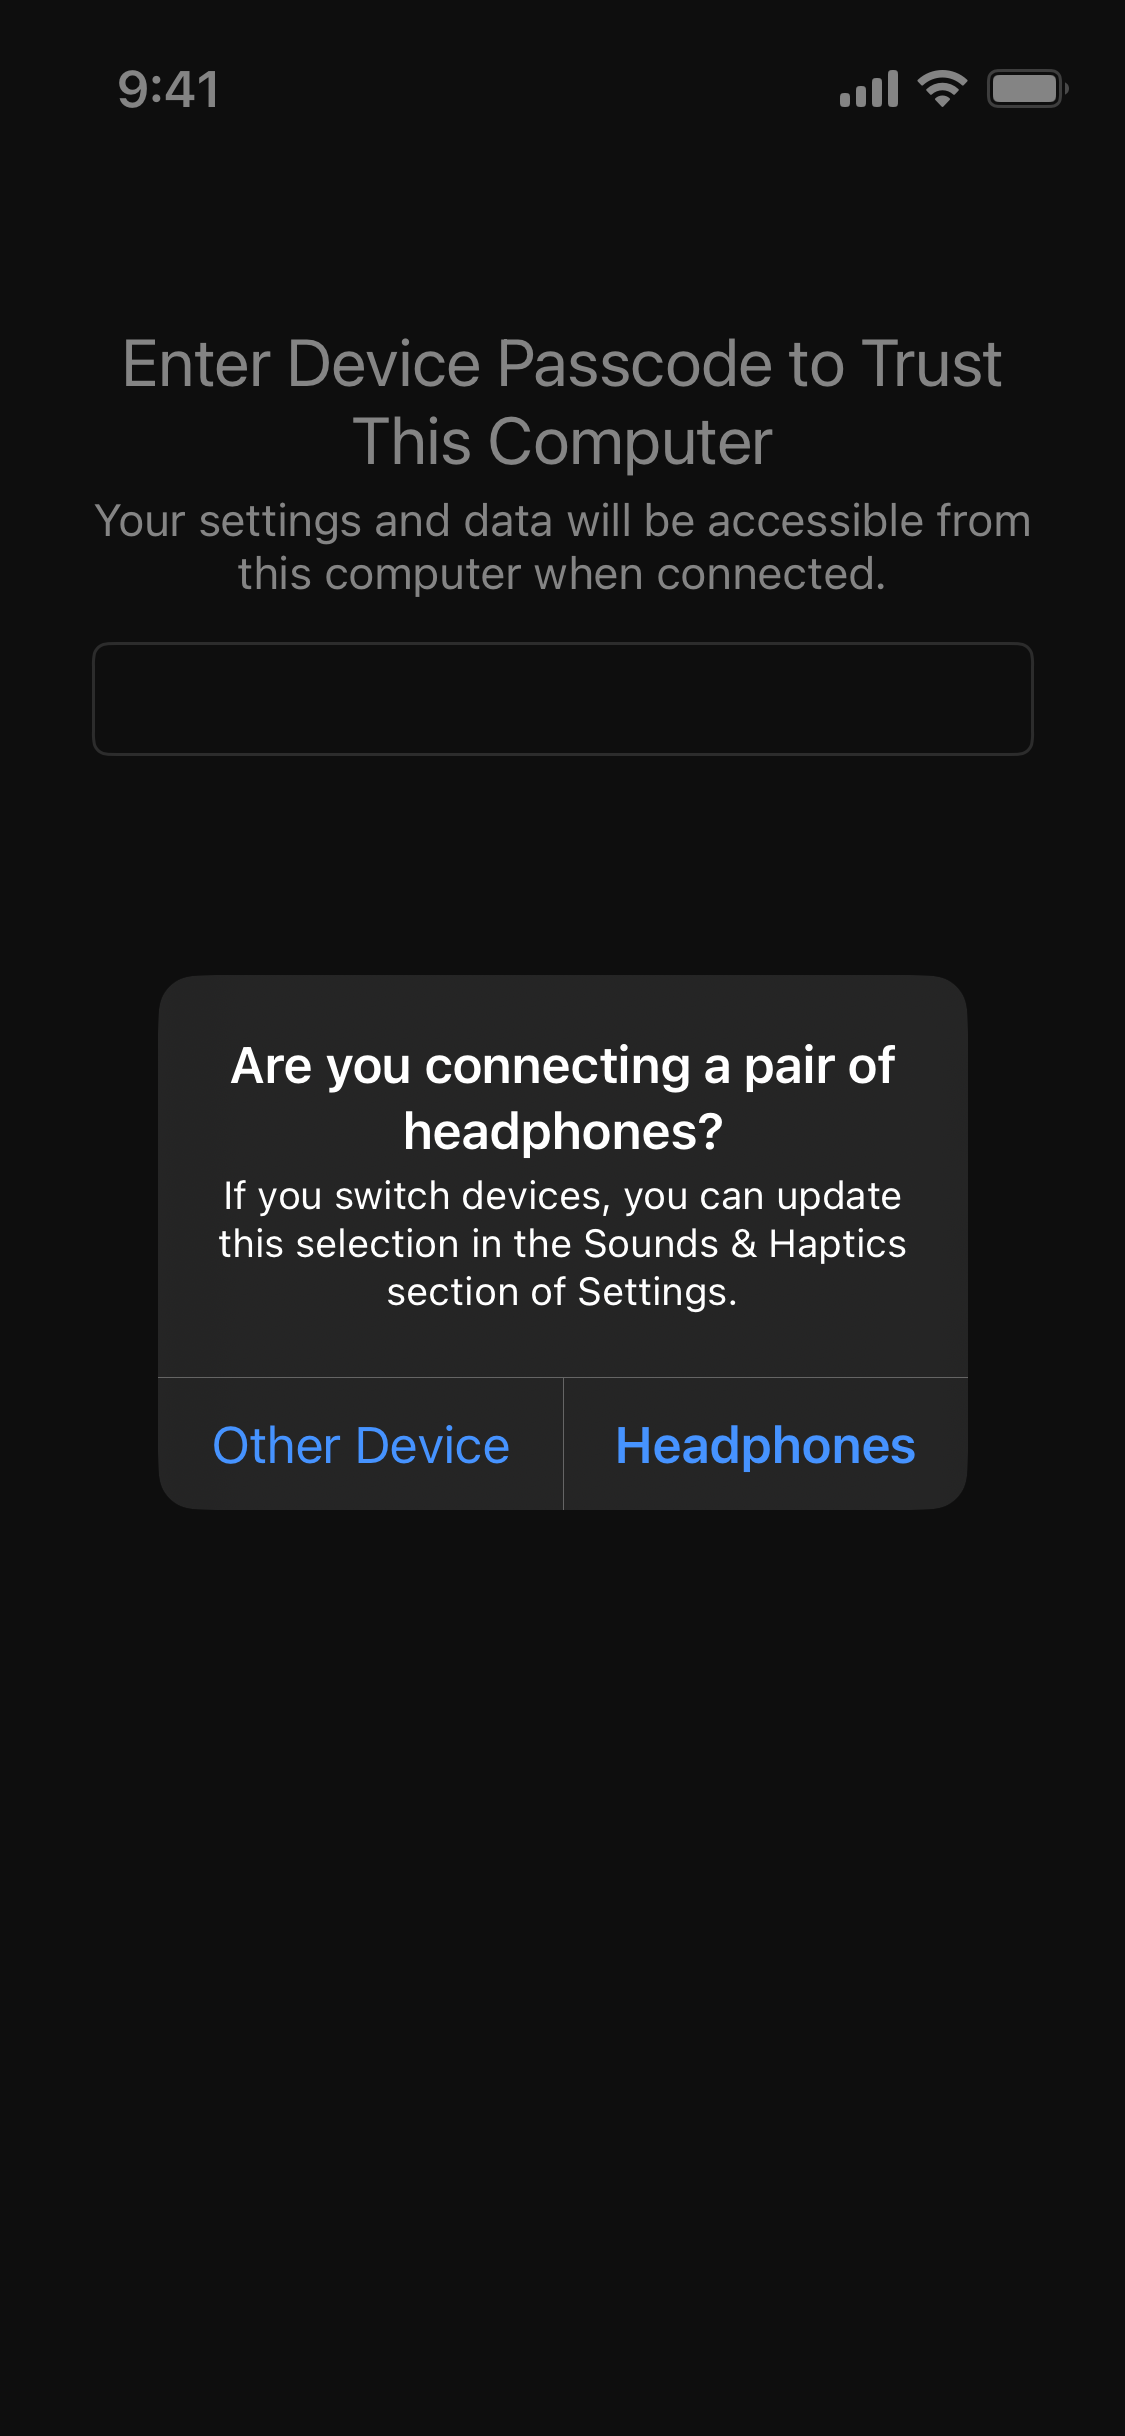 9:41
Enter Device Passcode to Trust
This Computer
Your settings and data will be accessible from
this computer when connected.
Are you connecting a pair of
headphones?
If you switch devices, you can update
this selection in the Sounds & Haptics
section of Settings.
Other Device
Headphones